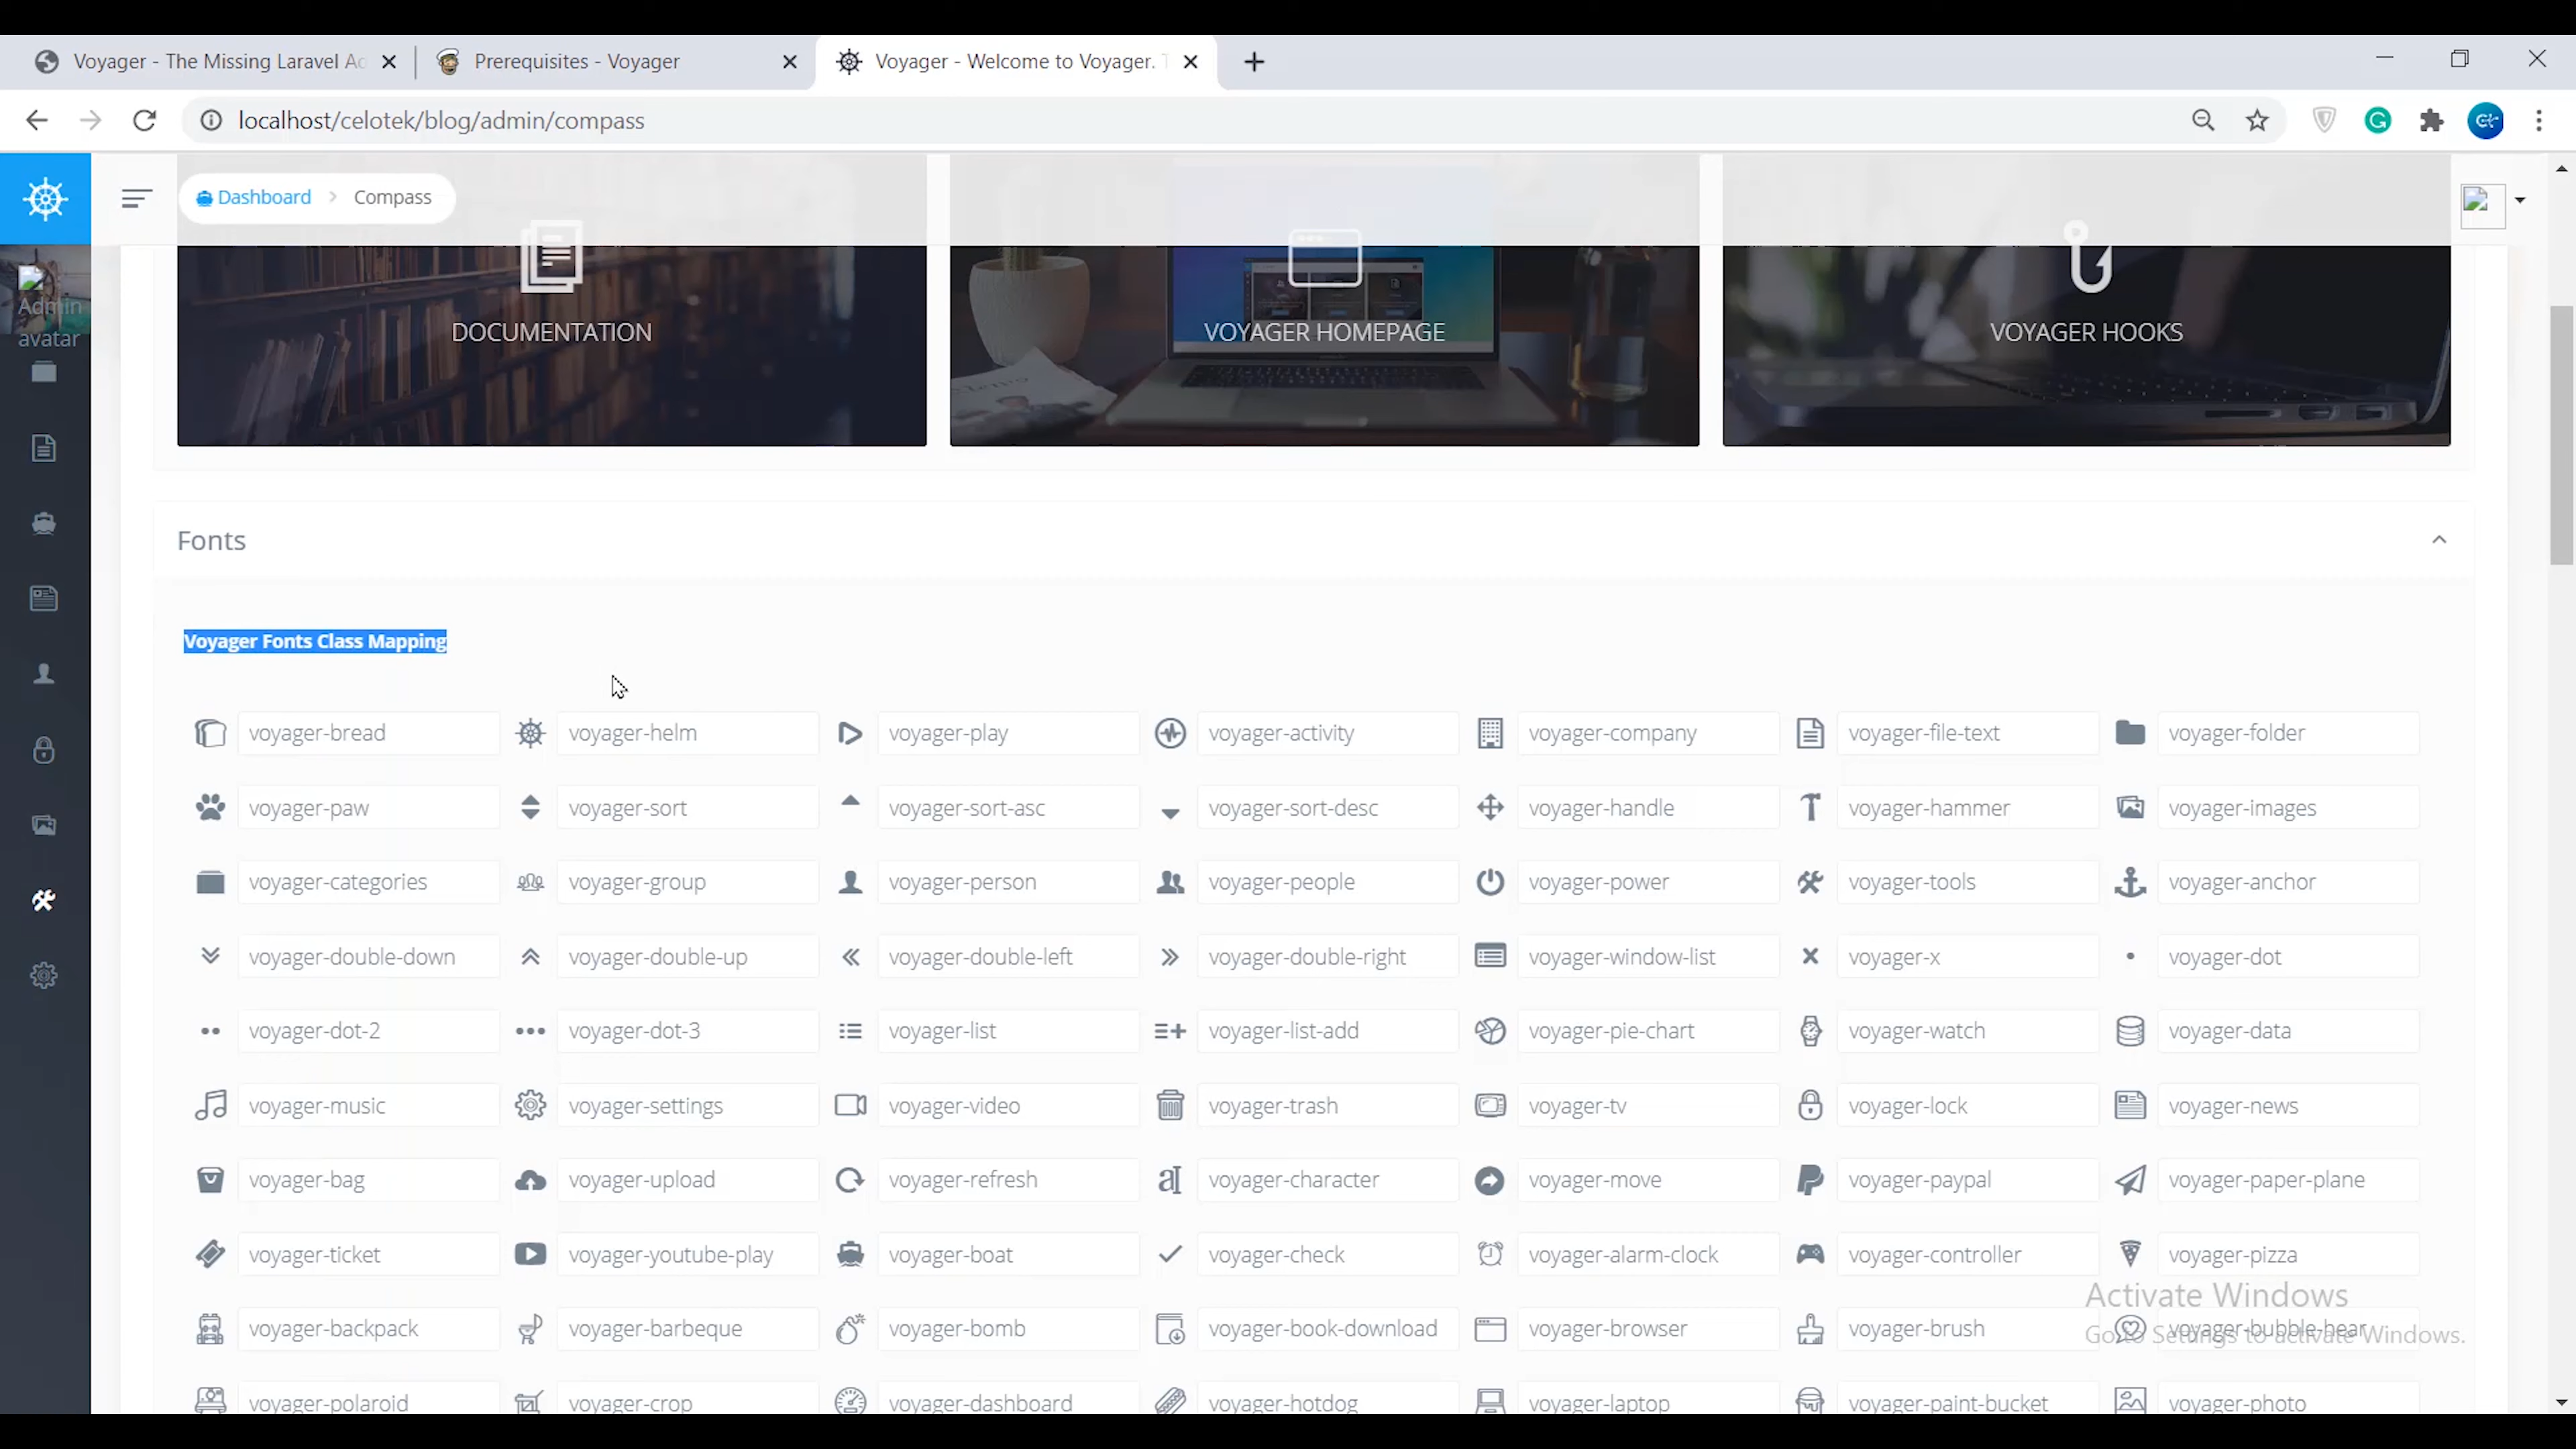 Voyager - The Missing Laravel Ad
Prerequisites - Voyager
Voyager - Welcome to Voyager. T
localhost/celotek/blog/admin/compass
Dashboard > Compass
Admin avatar
DOCUMENTATION
VOYAGER HOMEPAGE
VOYAGER HOOKS
Fonts
Voyager Fonts Class Mapping
voyager-bread voyager-helm voyager-play voyager-activity voyager-company voyager-file-text voyager-folder
voyager-paw voyager-sort voyager-sort-asc voyager-sort-desc voyager-handle voyager-hammer voyager-images
voyager-categories voyager-group voyager-person voyager-people voyager-power voyager-tools voyager-anchor
voyager-double-down voyager-double-up voyager-double-left voyager-double-right voyager-window-list voyager-x voyager-dot
voyager-dot-2 voyager-dot-3 voyager-list voyager-list-add voyager-pie-chart voyager-watch voyager-data
voyager-music voyager-settings voyager-video voyager-trash voyager-tv voyager-lock voyager-news
voyager-bag voyager-upload voyager-refresh voyager-character voyager-move voyager-paypal voyager-paper-plane
voyager-ticket voyager-youtube-play voyager-boat voyager-check voyager-alarm-clock voyager-controller voyager-pizza
voyager-backpack voyager-barbeque voyager-bomb voyager-book-download voyager-browser voyager-brush voyager-bubble-hear
voyager-polaroid voyager-crop voyager-dashboard voyager-hotdog voyager-laptop voyager-paint-bucket voyager-photo
Activate Windows
Go to Settings to activate Windows.